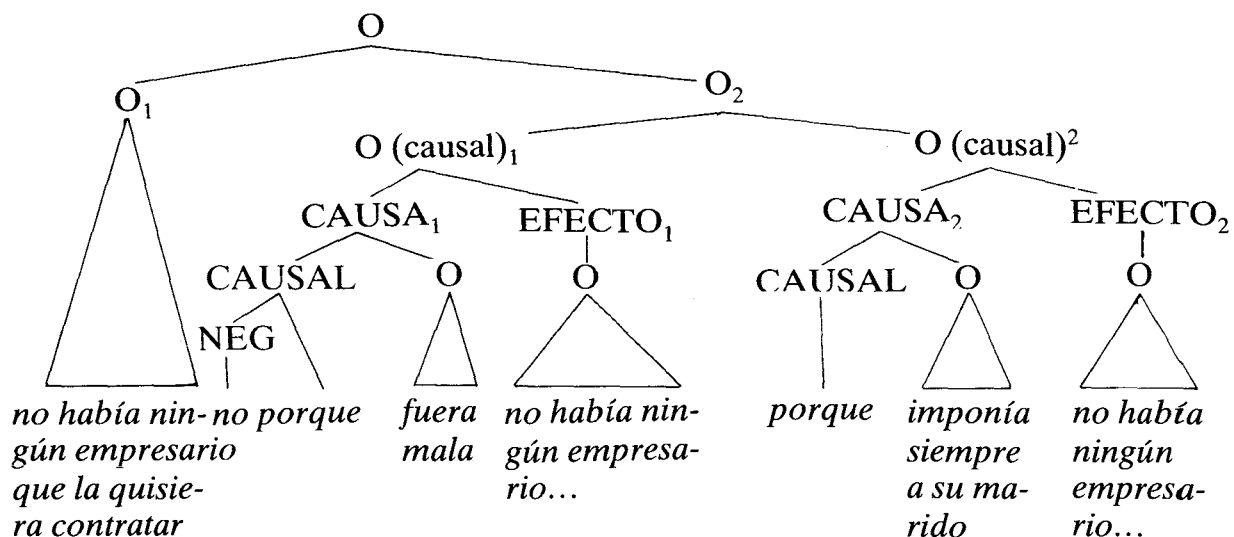 O
O₁ O₂
O (causal)₁ O (causal)²
CAUSA₁ EFECTO₁ CAUSA₂ EFECTO₂
CAUSAL O O CAUSAL O O
NEG
no había nin- no porque fuera no había nin- porque imponía no había
gún empresario mala gún empresa- siempre ningún
que la quisie- rio... a su ma- empresa-
ra contratar rido rio...